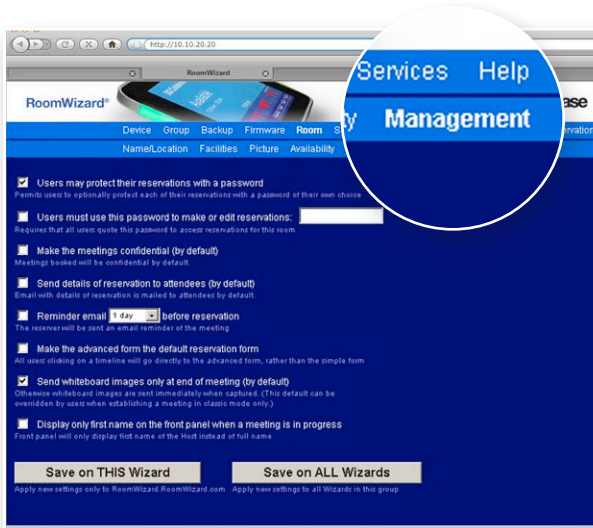 http://10.10.20.20
RoomWizard
Services Help
RoomWizard®
ase
Device Group Backup Firmware Room S
ty Management
ervation
Name/Location Facilities Picture Availability
Users may protect their reservations with a password
Permits users to optionally protect each of their reservations with a password of their own choice
Users must use this password to make or edit reservations:
Requires that all users quote this password to access reservations for this room
Make the meetings confidential (by default)
Meetings booked will be confidential by default.
Send details of reservation to attendees (by default)
Email with details of reservation is mailed to attendees by default.
Reminder email 1 day before reservation
The reserver will be sent an email reminder of the meeting
Make the advanced form the default reservation form
All users clicking on a timeline will go directly to the advanced form, rather than the simple form
Send whiteboard images only at end of meeting (by default)
Otherwise whiteboard images are sent immediately when captured. (This default can be
overridden by users when establishing a meeting in classic mode only.)
Display only first name on the front panel when a meeting is in progress
Front panel will only display first name of the Host instead of full name
Save on THIS Wizard Save on ALL Wizards
Apply new settings only to RoomWizard.RoomWizard.com Apply new settings to all Wizards in this group